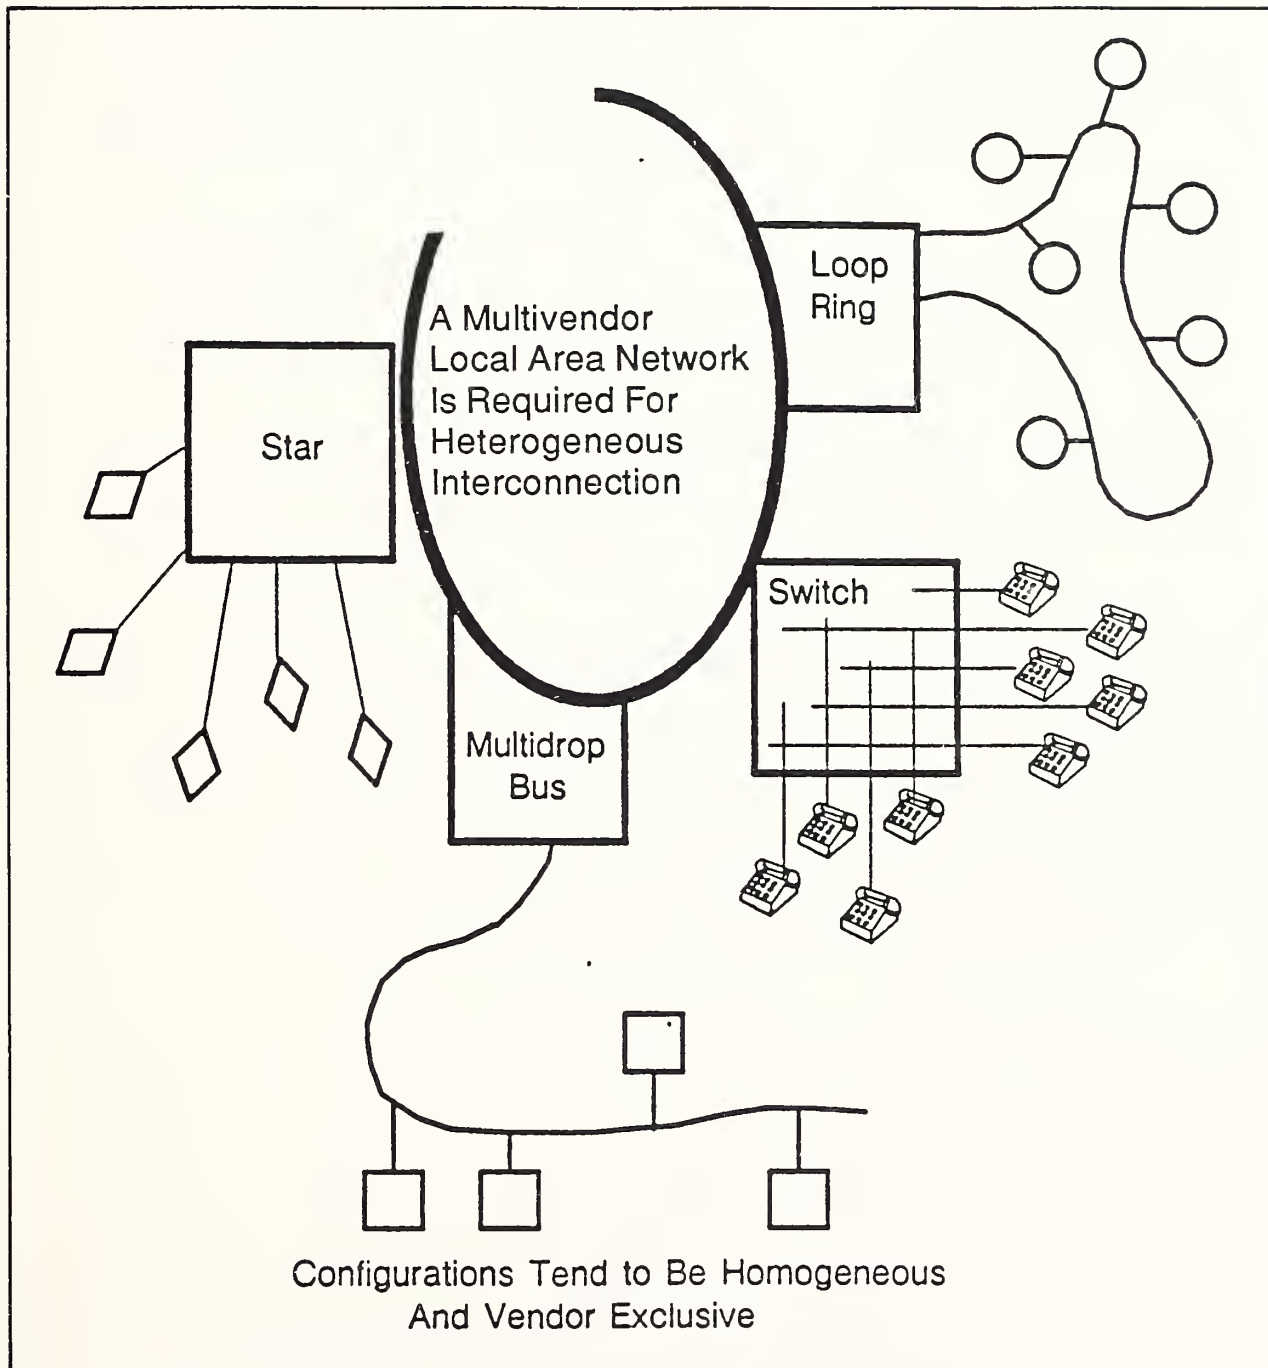 A Multivendor
Local Area Network
Is Required For
Heterogeneous
Interconnection
Loop
Ring
Star
Switch
Multidrop
Bus
Configurations Tend to Be Homogeneous
And Vendor Exclusive